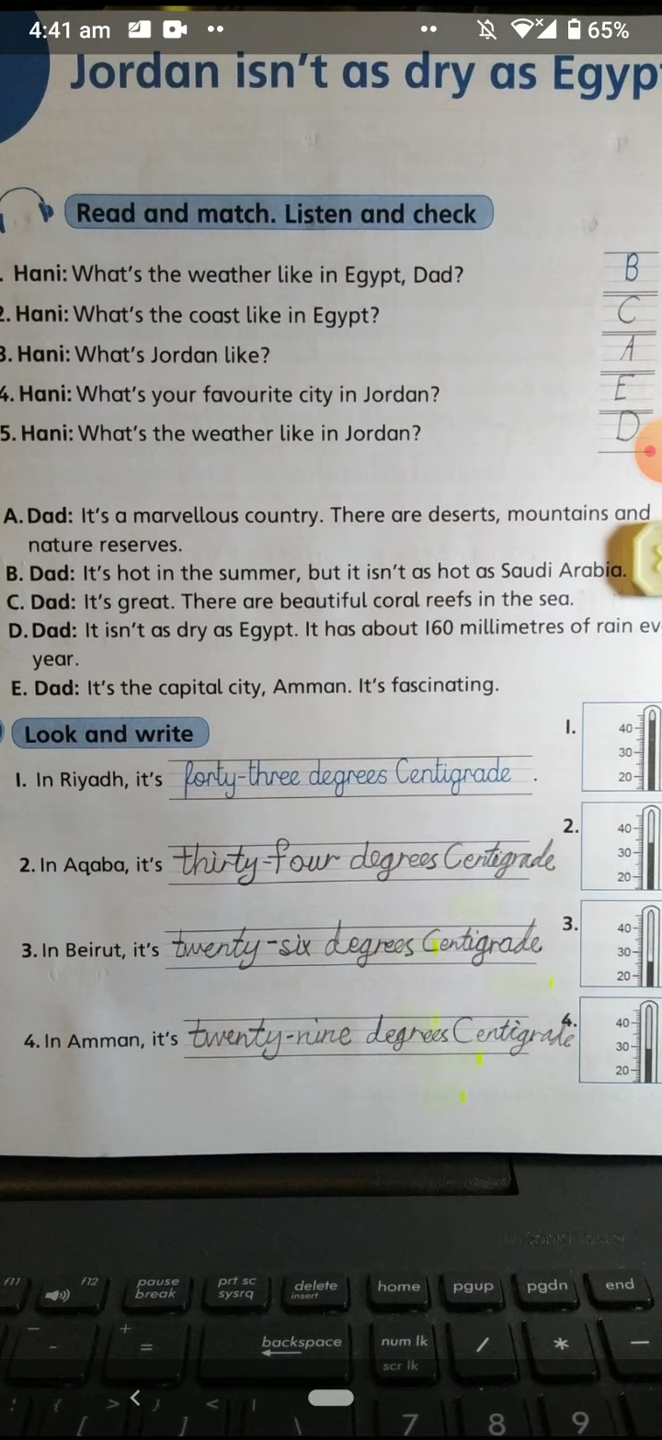 4:41 am 65%
Jordan isn't as dry as Egyp
Read and match. Listen and check
. Hani: What's the weather like in Egypt, Dad? B
2. Hani: What's the coast like in Egypt? C
3. Hani: What's Jordan like? A
4. Hani: What's your favourite city in Jordan? E
5. Hani: What's the weather like in Jordan? D
A. Dad: It's a marvellous country. There are deserts, mountains and
nature reserves.
B. Dad: It's hot in the summer, but it isn't as hot as Saudi Arabia.
C. Dad: It's great. There are beautiful coral reefs in the sea.
D. Dad: It isn't as dry as Egypt. It has about 160 millimetres of rain ev
year.
E. Dad: It's the capital city, Amman. It's fascinating.
Look and write
1. 40 30 20
1. In Riyadh, it's forty-three degrees Centigrade .
2. 40 30 20
2. In Aqaba, it's thirty-four degrees Centigrade
3. 40 30 20
3. In Beirut, it's twenty-six degrees Centigrade
4. 40 30 20
4. In Amman, it's twenty-nine degrees Centigrade
f11 f12 pause break prt sc sysrq delete insert home pgup pgdn end
- + = backspace num lk scr lk / * -
{ [ > } ] < | \ 7 8 9